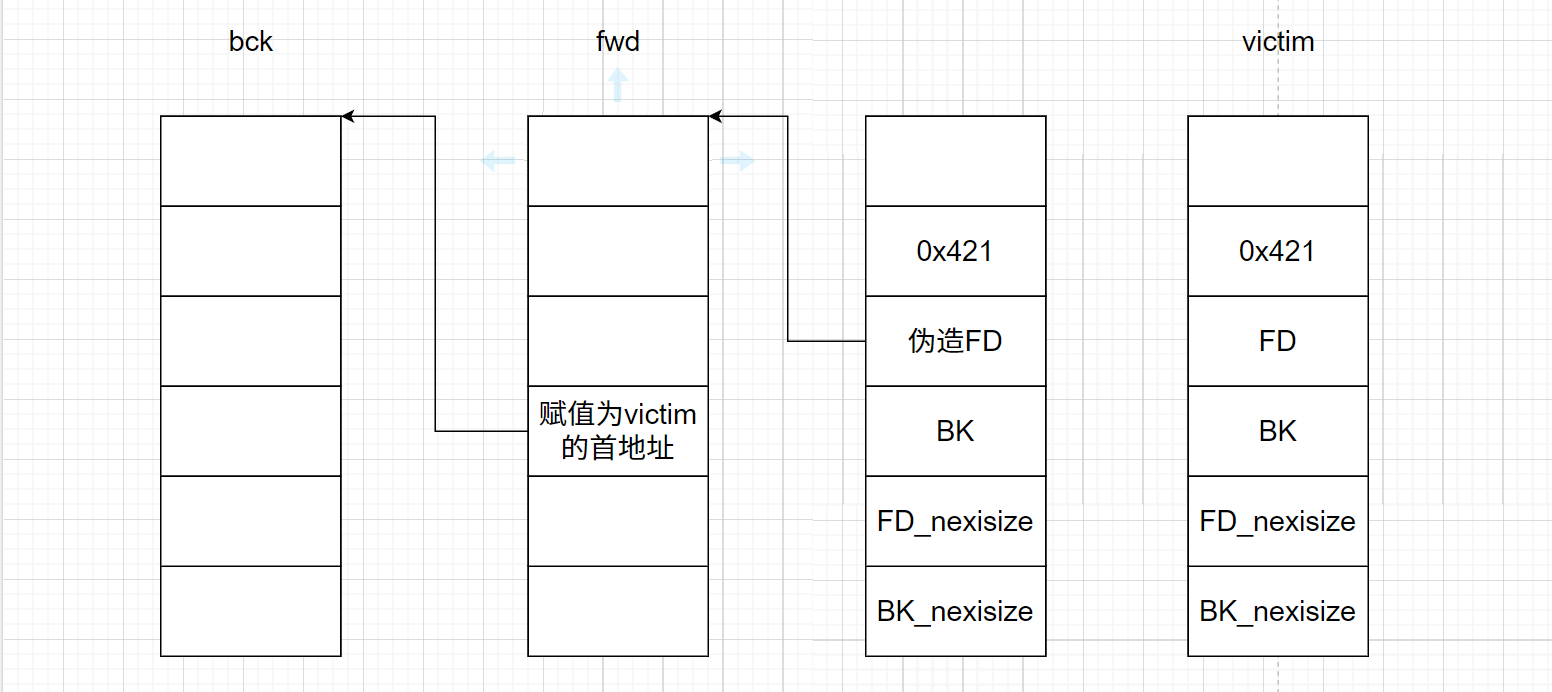 bck
fwd
victim
0x421
0x421
伪造FD
FD
赋值为victim
的首地址
BK
BK
FD_nexisize
FD_nexisize
BK_nexisize
BK_nexisize